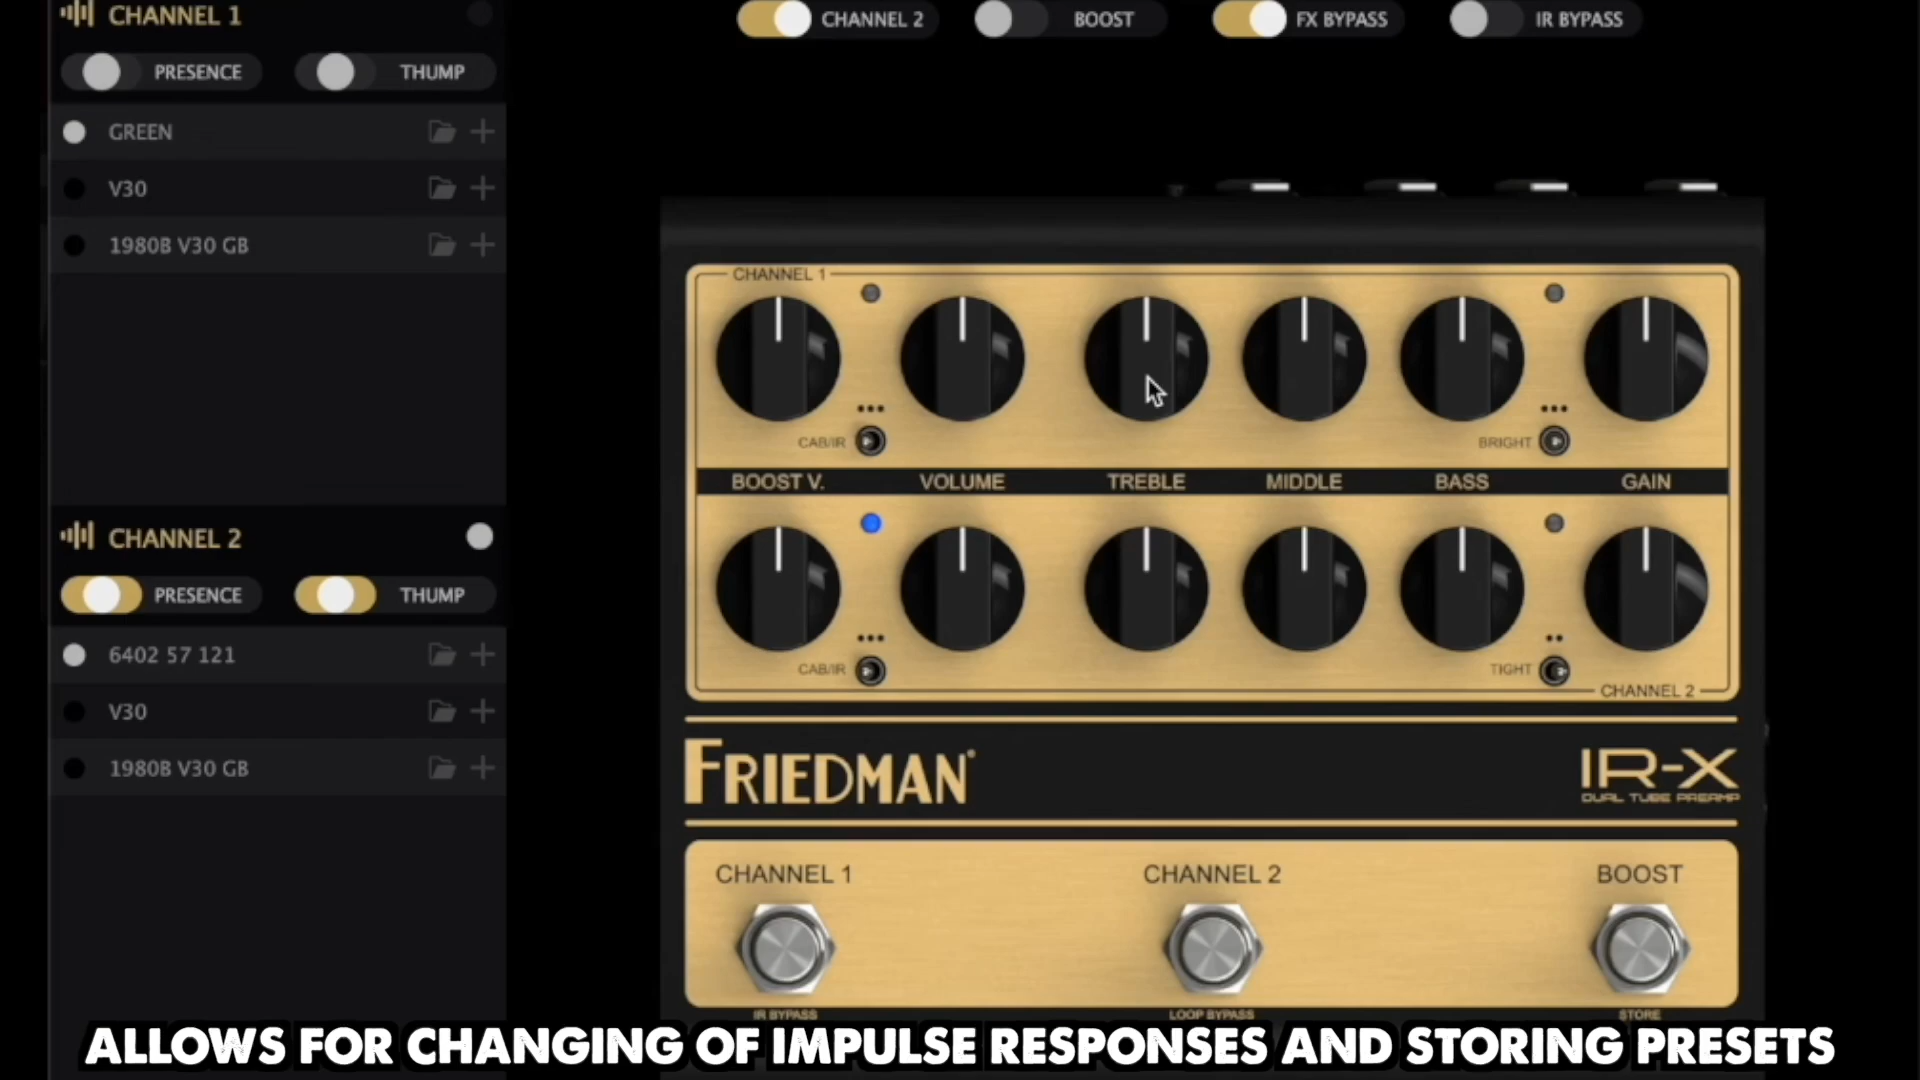 CHANNEL 1
PRESENCE THUMP
GREEN
V30
1980B V30 GB
CHANNEL 2
PRESENCE THUMP
6402 57 121
V30
1980B V30 GB
CHANNEL 2 BOOST FX BYPASS IR BYPASS
CHANNEL 1
CAB/IR BRIGHT
BOOST V. VOLUME TREBLE MIDDLE BASS GAIN
CAB/IR TIGHT
CHANNEL 2
FRIEDMAN
IR-X
DUAL TUBE PREAMP
CHANNEL 1 CHANNEL 2 BOOST
IR BYPASS LOOP BYPASS STORE
ALLOWS FOR CHANGING OF IMPULSE RESPONSES AND STORING PRESETS